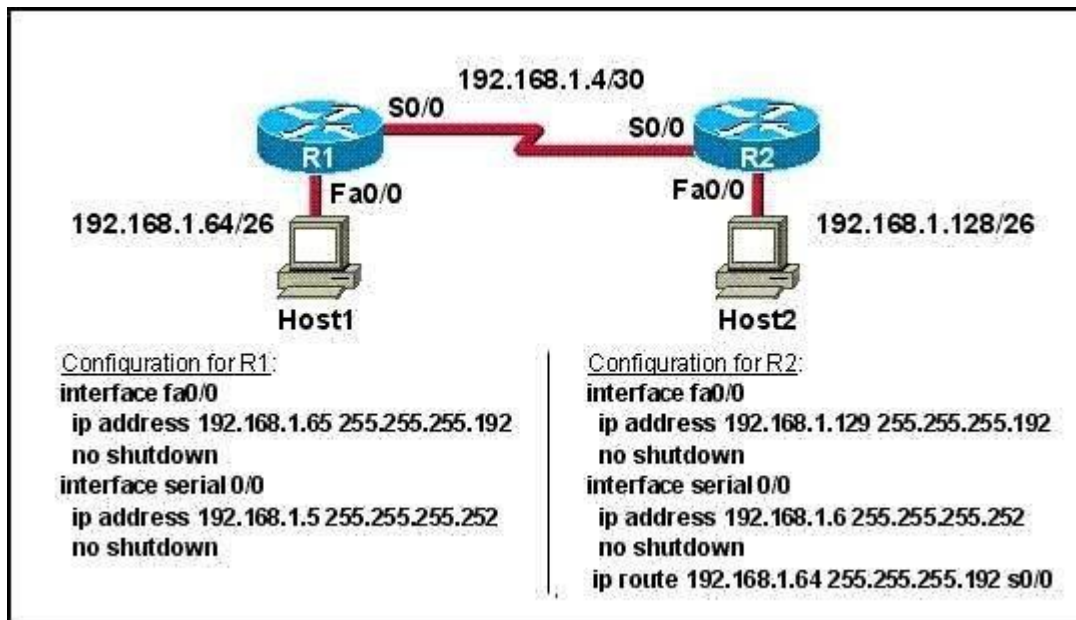 192.168.1.4/30
S0/0
S0/0
R1
R2
Fa0/0
Fa0/0
192.168.1.64/26
192.168.1.128/26
Host1
Host2
Configuration for R1:
interface fa0/0
ip address 192.168.1.65 255.255.255.192
no shutdown
interface serial 0/0
ip address 192.168.1.5 255.255.255.252
no shutdown
Configuration for R2:
interface fa0/0
ip address 192.168.1.129 255.255.255.192
no shutdown
interface serial 0/0
ip address 192.168.1.6 255.255.255.252
no shutdown
ip route 192.168.1.64 255.255.255.192 s0/0